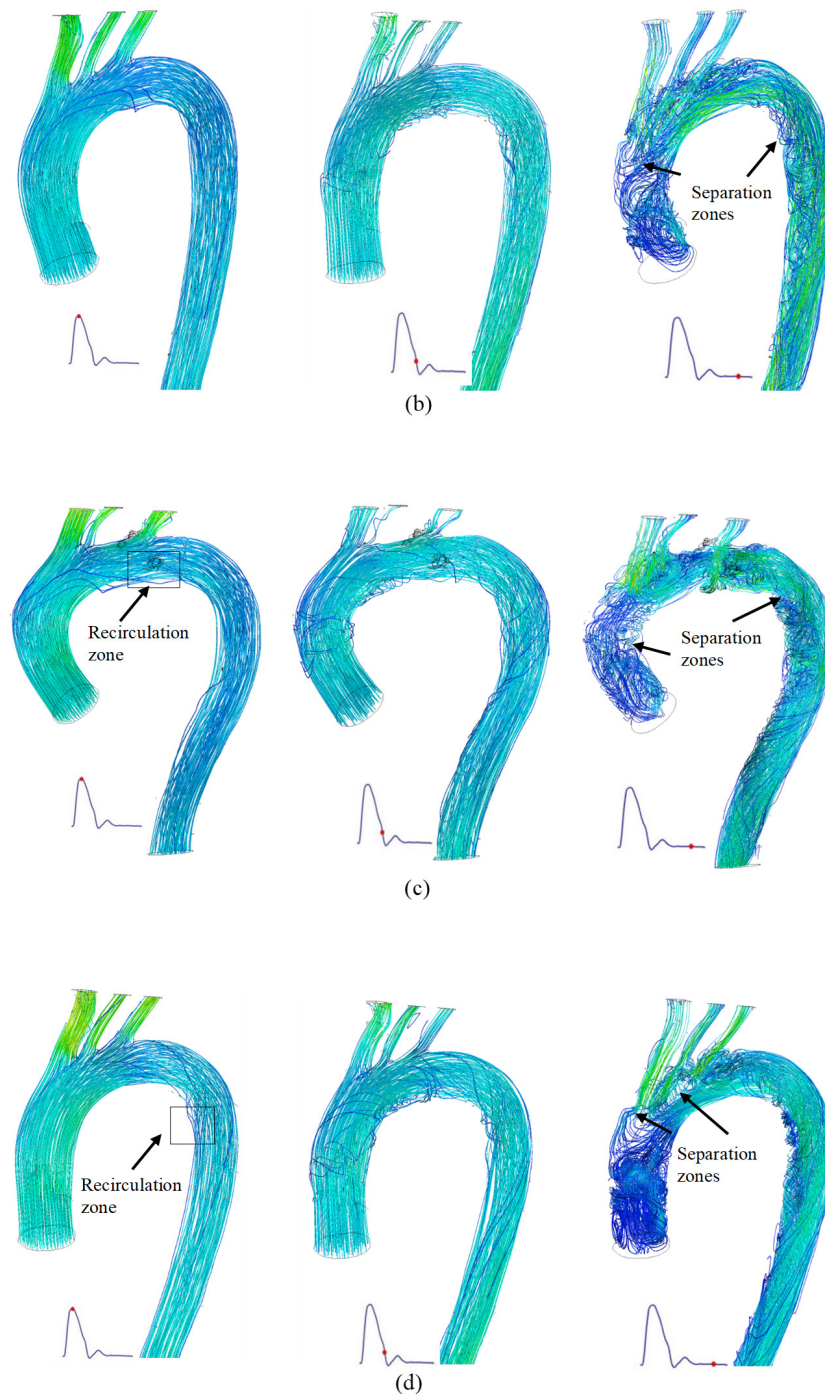 Separation
zones
(b)
Recirculation
zone
Separation
zones
(c)
Recirculation
zone
Separation
zones
(d)